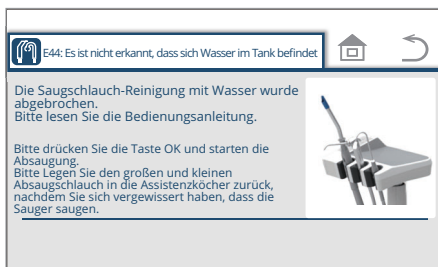 E44: Es ist nicht erkannt, dass sich Wasser im Tank befindet
Die Saugschlauch-Reinigung mit Wasser wurde
abgebrochen.
Bitte lesen Sie die Bedienungsanleitung.
Bitte drücken Sie die Taste OK und starten die
Absaugung.
Bitte Legen Sie den großen und kleinen
Absaugschlauch in die Assistenzköcher zurück,
nachdem Sie sich vergewissert haben, dass die
Sauger saugen.